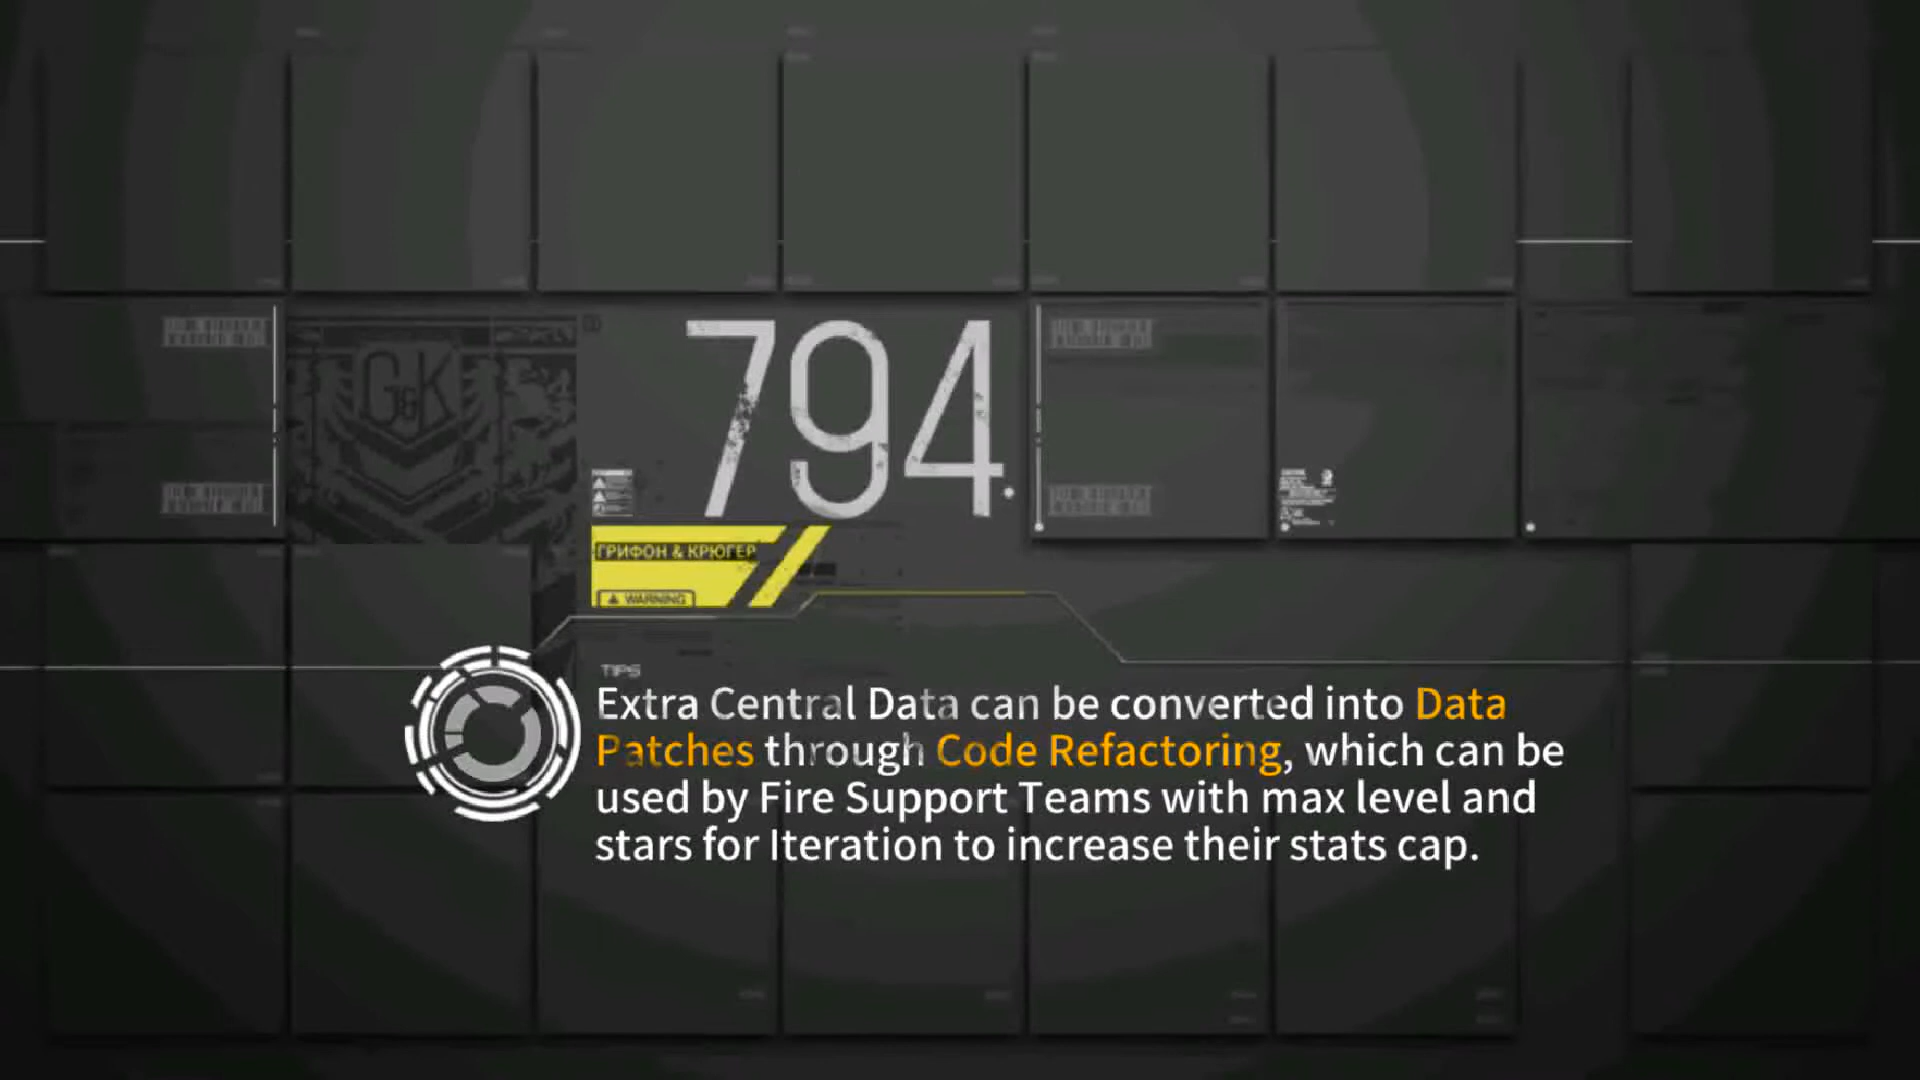 G&K
794.
ГРИФОН & КРЮГЕР
WARNING
TIPS
Extra Central Data can be converted into Data
Patches through Code Refactoring, which can be
used by Fire Support Teams with max level and
stars for Iteration to increase their stats cap.